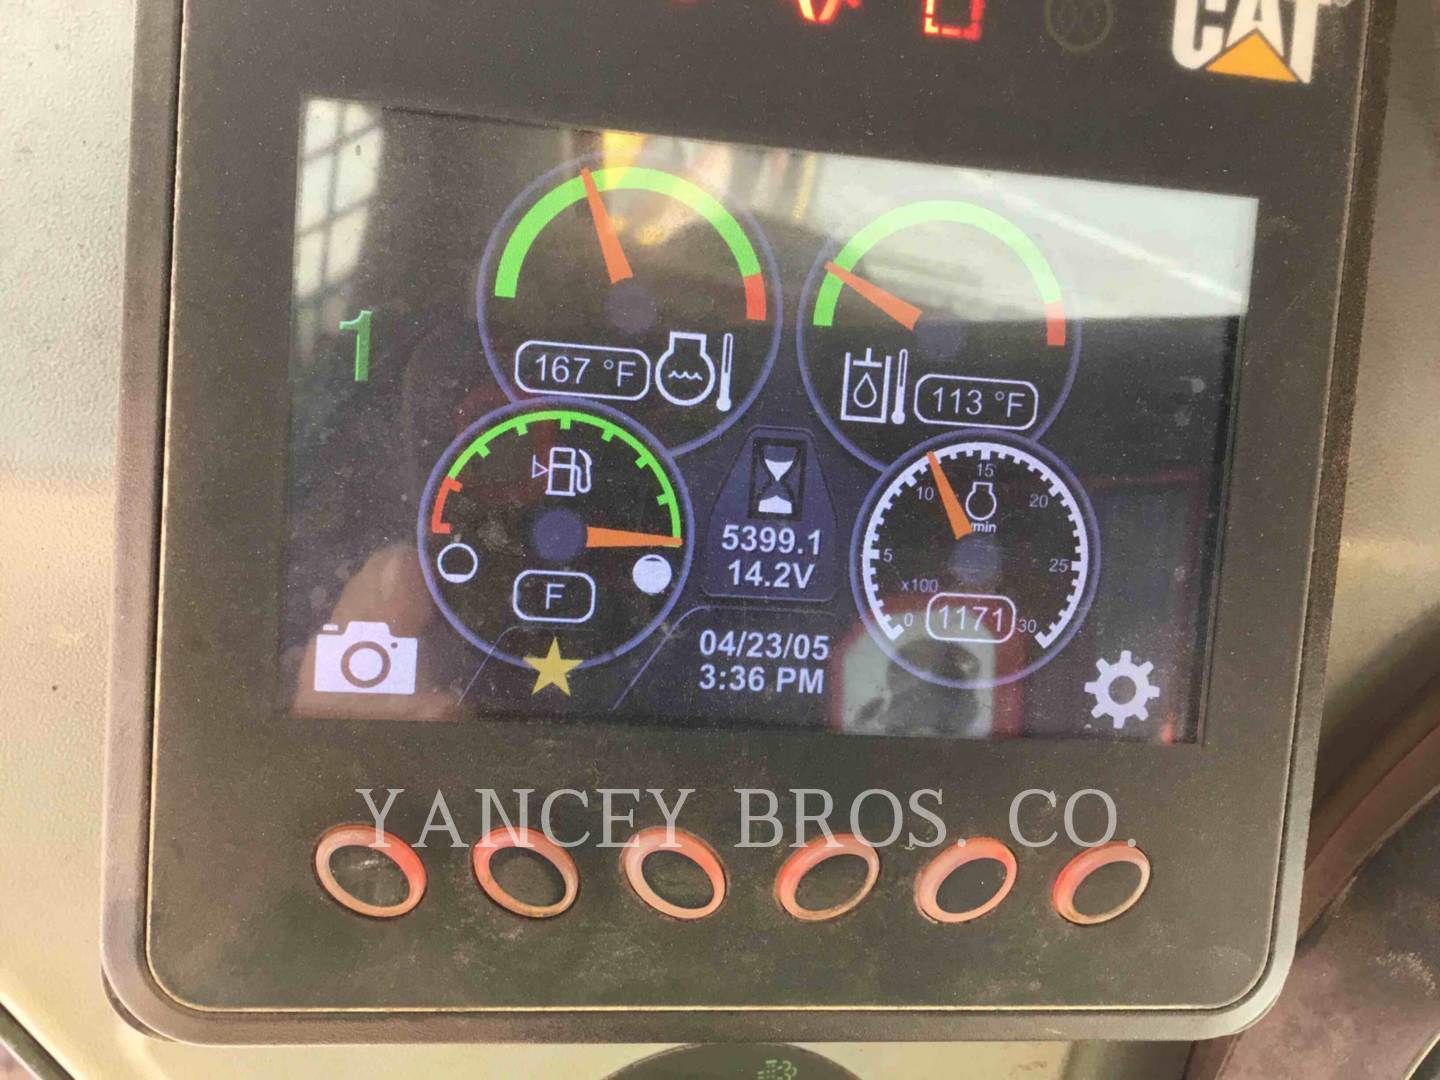 CAT
1
167 °F
113 °F
15
10
20
/min
5
25
x100
0
1171
30
5399.1
14.2V
F
04/23/05
3:36 PM
YANCEY BROS. CO.